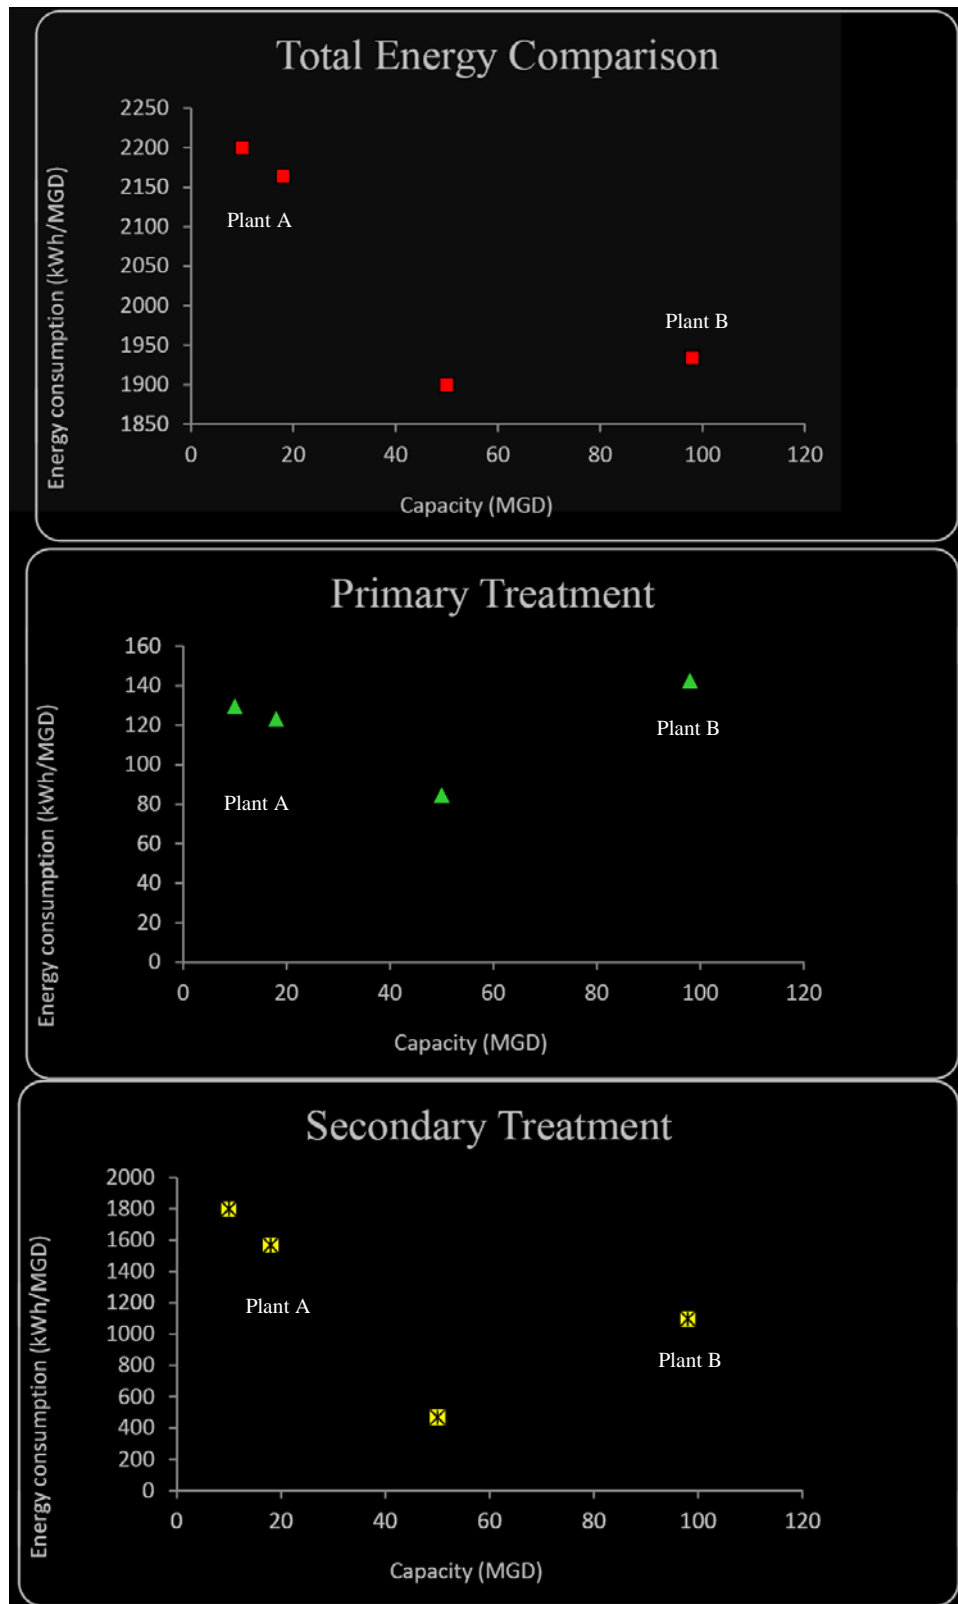 Total Energy Comparison
Energy consumption (kWh/MGD)
2250
2200
2150
2100
2050
2000
1950
1900
1850
Plant A
Plant B
0 20 40 60 80 100 120
Capacity (MGD)
Primary Treatment
Energy consumption (kWh/MGD)
160
140
120
100
80
60
40
20
0
Plant B
Plant A
0 20 40 60 80 100 120
Capacity (MGD)
Secondary Treatment
Energy consumption (kWh/MGD)
2000
1800
1600
1400
1200
1000
800
600
400
200
0
Plant A
Plant B
0 20 40 60 80 100 120
Capacity (MGD)